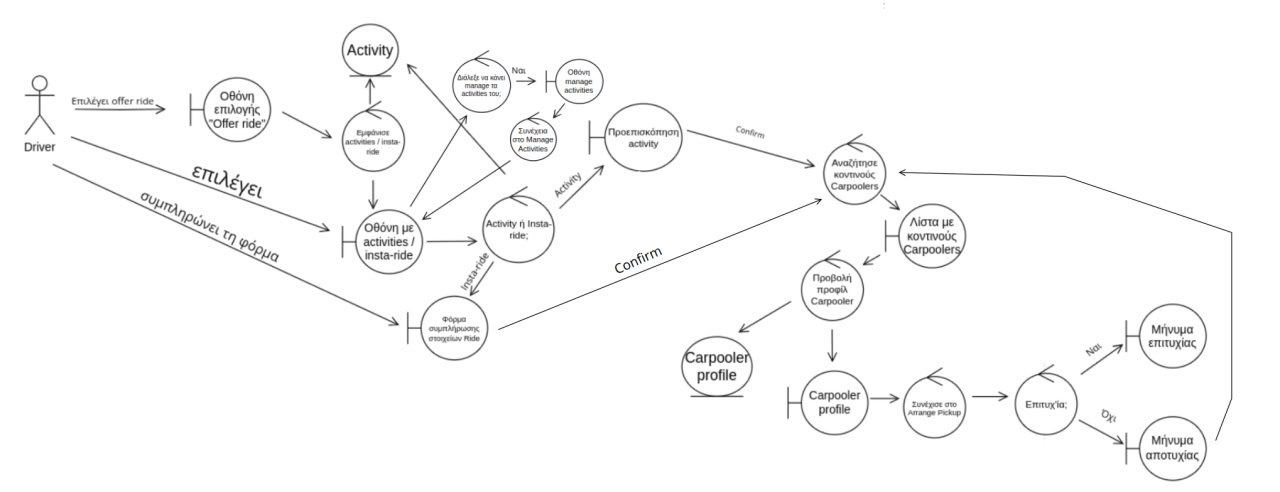 Driver
Επιλέγει offer ride
Οθόνη
επιλογής
"Offer ride"
επιλέγει
συμπληρώνει τη φόρμα
Activity
Εμφάνισε
activities / insta-
ride
Οθόνη με
activities /
insta-ride
Διάλεξε να κάνει
manage τα
activities του;
Ναι
Οθόνη
manage
activities
Συνέχεια
στο Manage
Activities
Activity ή Insta-
ride;
Activity
Insta-ride
Προεπισκόπηση
activity
Confirm
Φόρμα
συμπλήρωσης
στοιχείων Ride
Confirm
Αναζήτησε
κοντινούς
Carpoolers
Λίστα με
κοντινούς
Carpoolers
Προβολή
προφίλ
Carpooler
Carpooler
profile
Carpooler
profile
Συνέχισε στο
Arrange Pickup
Επιτυχ'ία;
Ναι
Μήνυμα
επιτυχίας
Όχι
Μήνυμα
αποτυχίας